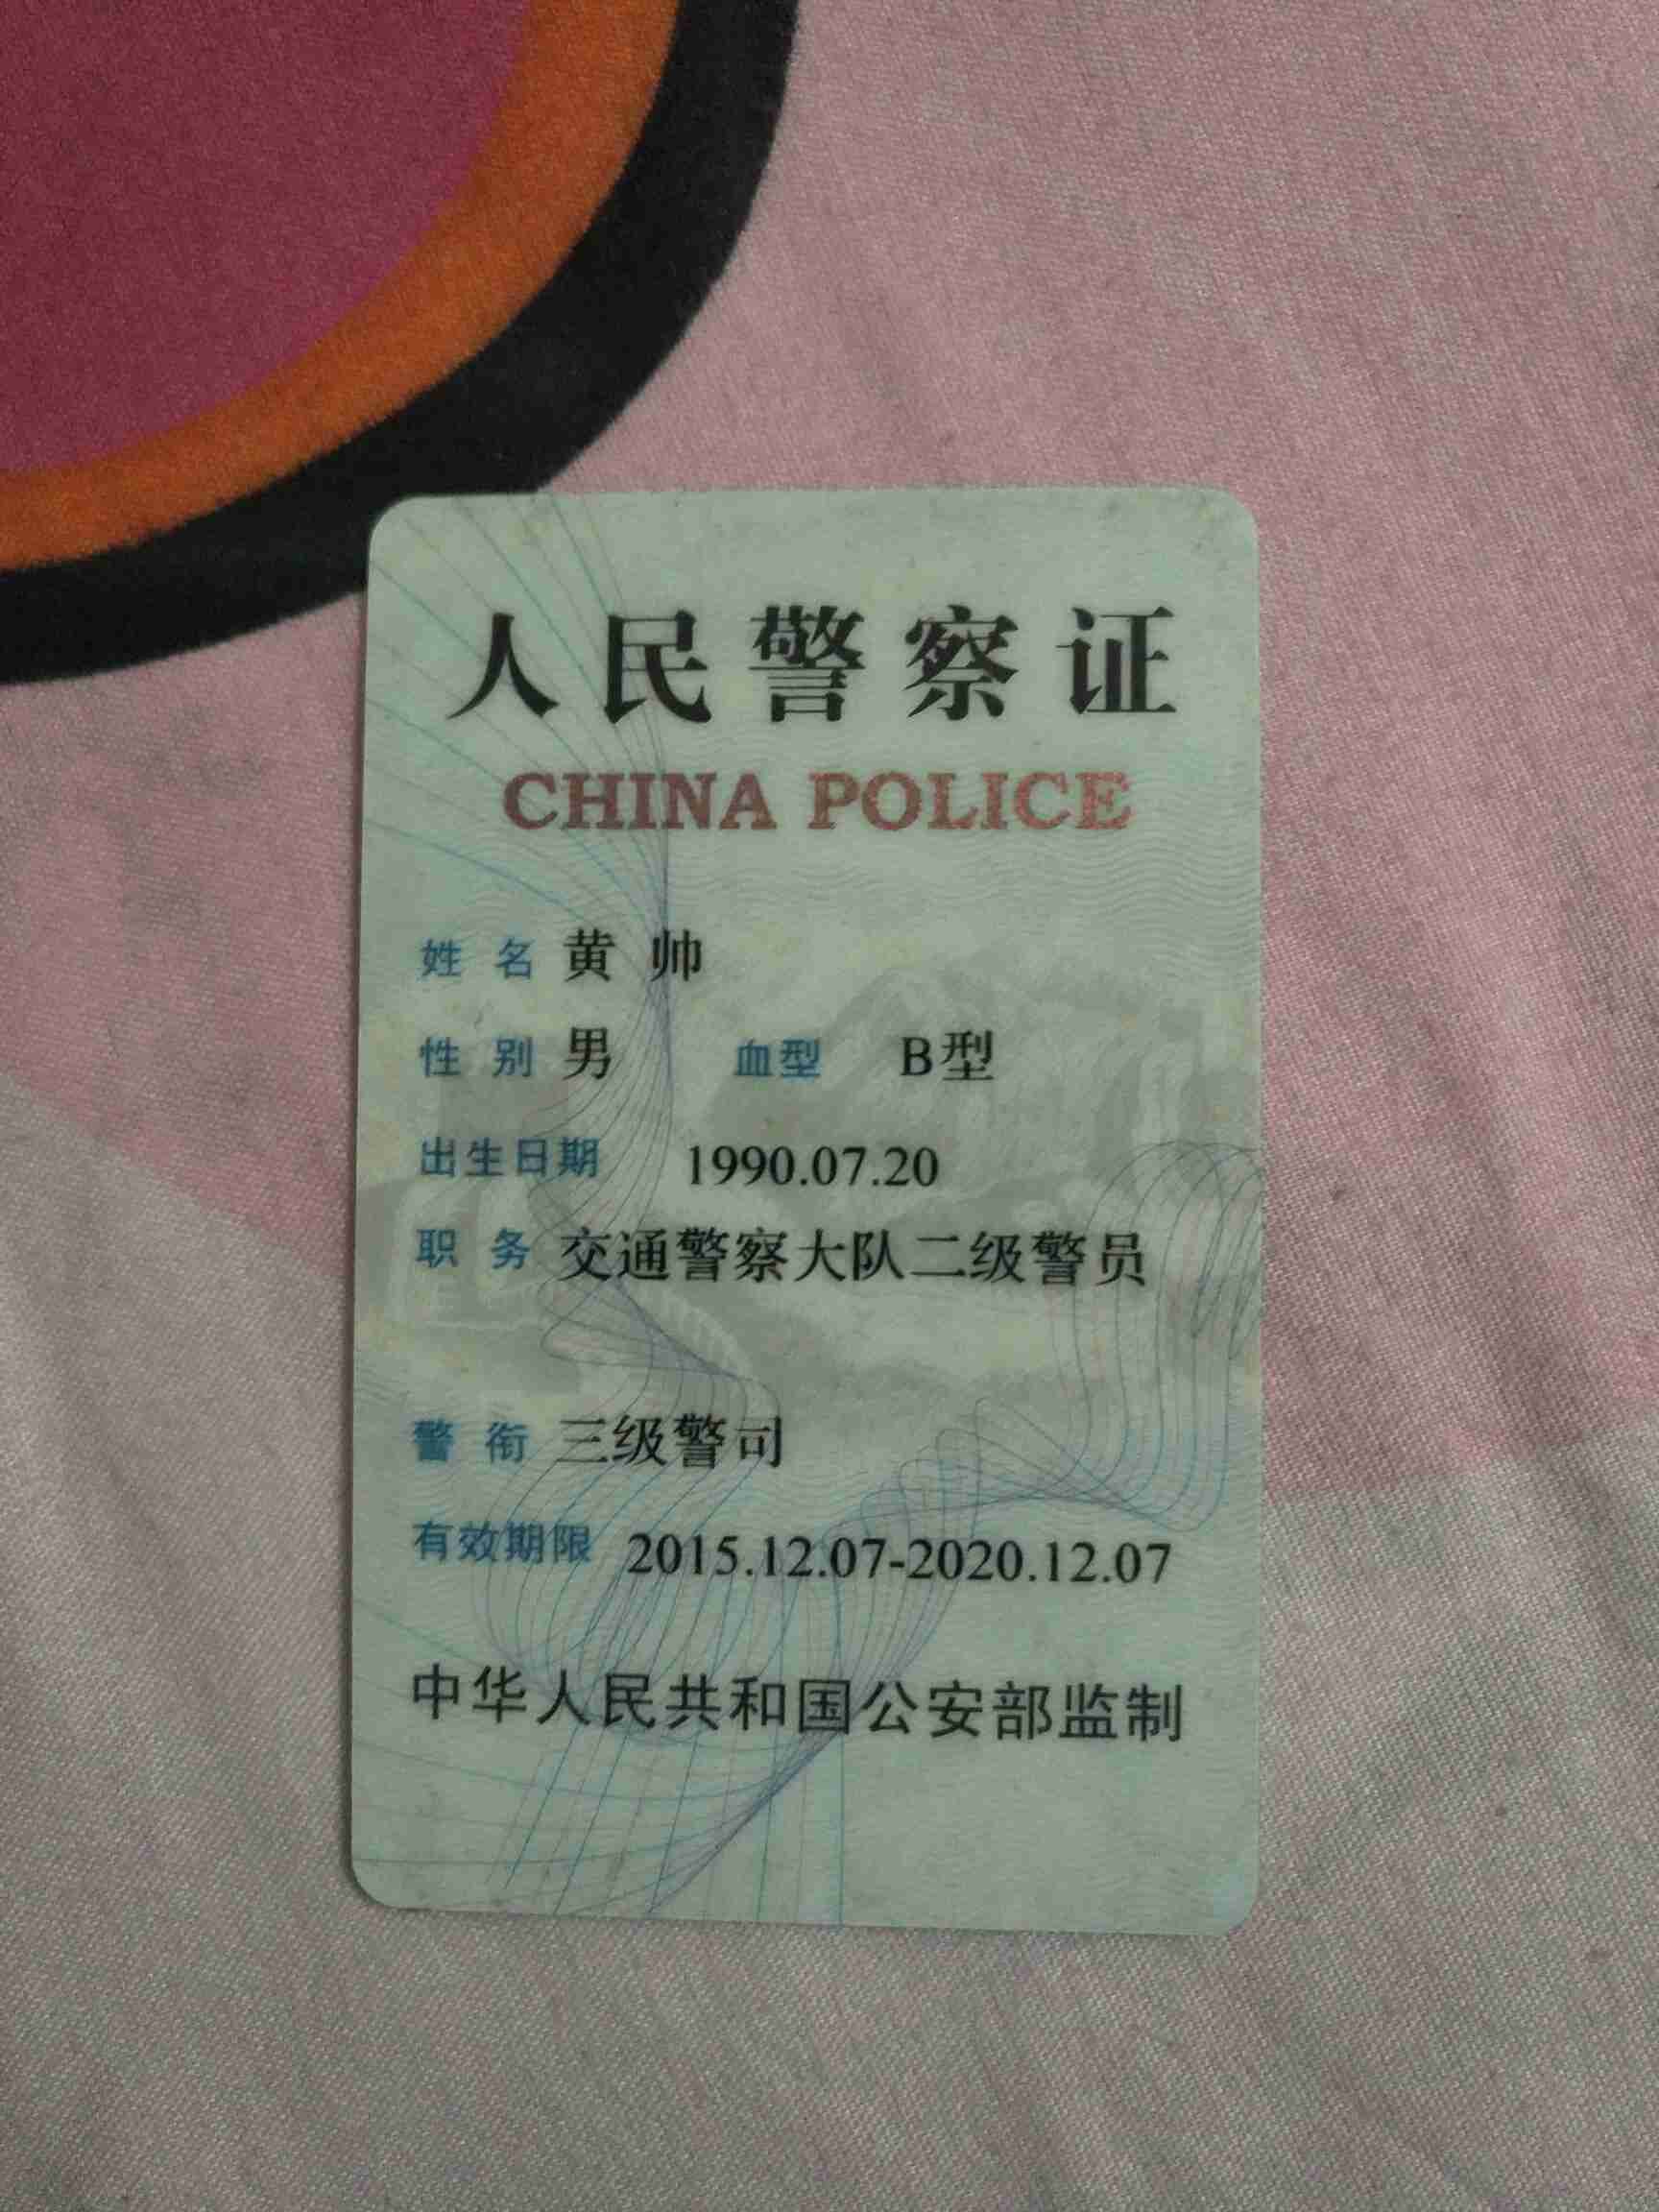 人民警察证
CHINA POLICE
姓名 黄帅
性别 男 血型 B型
出生日期 1990.07.20
职务 交通警察大队二级警员
警衔 三级警司
有效期限 2015.12.07-2020.12.07
中华人民共和国公安部监制